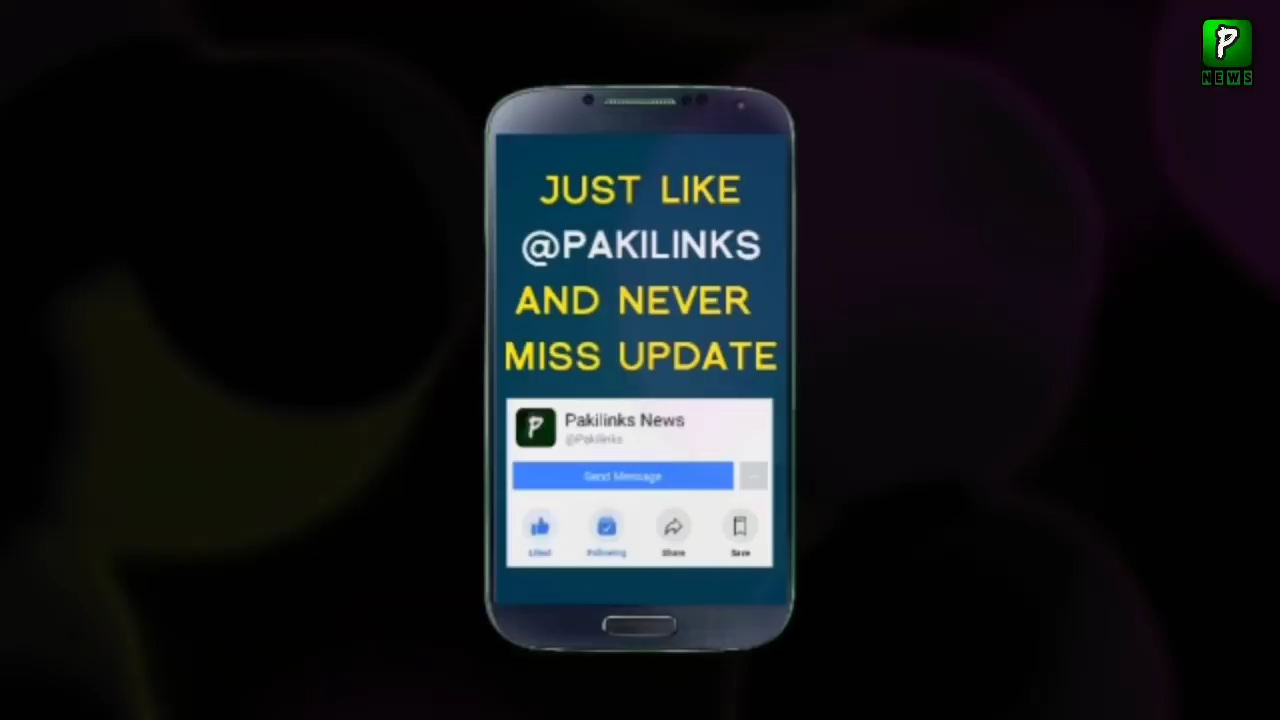 P
NEWS
JUST LIKE
@PAKILINKS
AND NEVER
MISS UPDATE
P
Pakilinks News
@Pakilinks
Send Message
Liked
Following
Share
Save